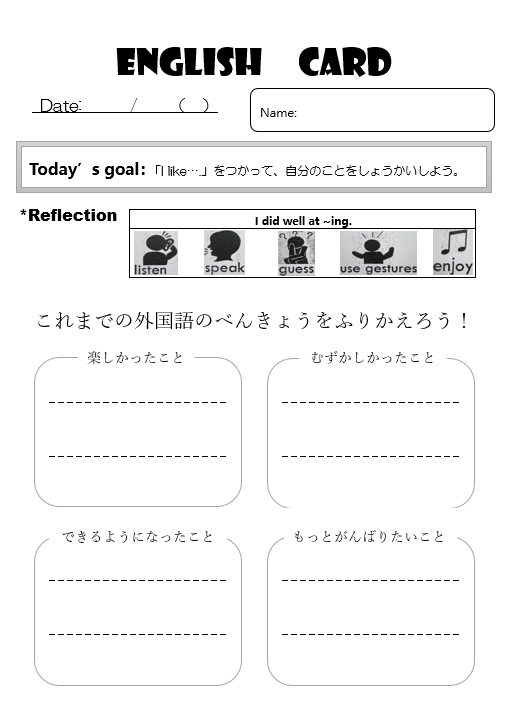 ENGLISH CARD
Date: / ( )
Name:
Today's goal:「I like….」をつかって、自分のことをしょうかいしよう。
*Reflection
I did well at ~ing.
listen speak guess use gestures enjoy
これまでの外国語のべんきょうをふりかえろう！
楽しかったこと むずかしかったこと
できるようになったこと もっとがんばりたいこと